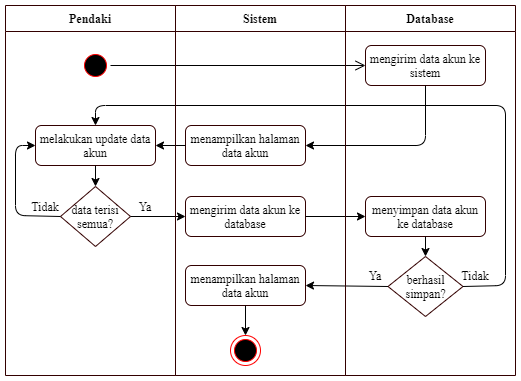 Pendaki
Sistem
Database
mengirim data akun ke
sistem
melakukan update data
akun
menampilkan halaman
data akun
Tidak
data terisi
semua?
Ya
mengirim data akun ke
database
menyimpan data akun
ke database
menampilkan halaman
data akun
Ya
berhasil
simpan?
Tidak